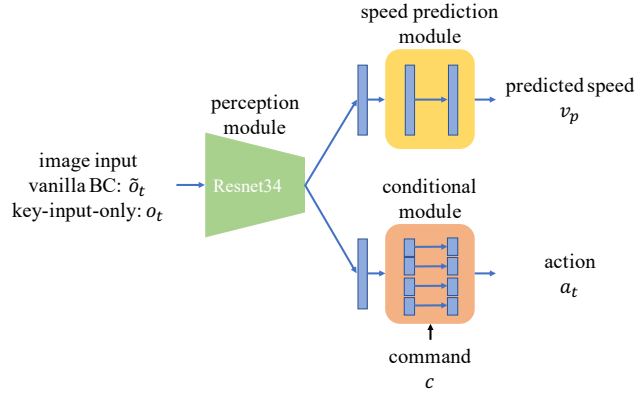 speed prediction
module
predicted speed
v_p
perception
module
Resnet34
image input
vanilla BC: õ_t
key-input-only: o_t
conditional
module
action
a_t
command
c